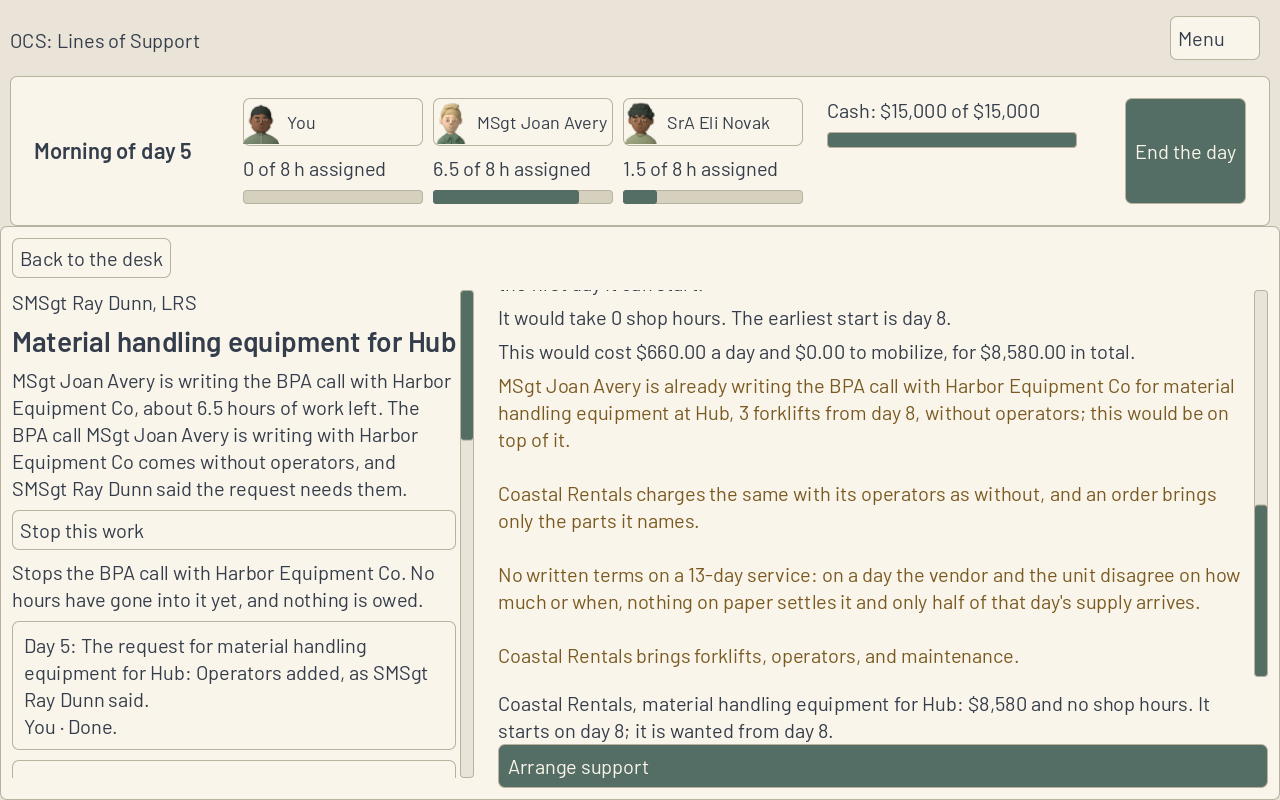 OCS: Lines of Support
Menu
Morning of day 5
You
0 of 8 h assigned
MSgt Joan Avery
6.5 of 8 h assigned
SrA Eli Novak
1.5 of 8 h assigned
Cash: $15,000 of $15,000
End the day
Back to the desk
SMSgt Ray Dunn, LRS
Material handling equipment for Hub
MSgt Joan Avery is writing the BPA call with Harbor
Equipment Co, about 6.5 hours of work left. The
BPA call MSgt Joan Avery is writing with Harbor
Equipment Co comes without operators, and
SMSgt Ray Dunn said the request needs them.
Stop this work
Stops the BPA call with Harbor Equipment Co. No
hours have gone into it yet, and nothing is owed.
Day 5: The request for material handling
equipment for Hub: Operators added, as SMSgt
Ray Dunn said.
You · Done.
It would take 0 shop hours. The earliest start is day 8.
This would cost $660.00 a day and $0.00 to mobilize, for $8,580.00 in total.
MSgt Joan Avery is already writing the BPA call with Harbor Equipment Co for material
handling equipment at Hub, 3 forklifts from day 8, without operators; this would be on
top of it.
Coastal Rentals charges the same with its operators as without, and an order brings
only the parts it names.
No written terms on a 13-day service: on a day the vendor and the unit disagree on how
much or when, nothing on paper settles it and only half of that day's supply arrives.
Coastal Rentals brings forklifts, operators, and maintenance.
Coastal Rentals, material handling equipment for Hub: $8,580 and no shop hours. It
starts on day 8; it is wanted from day 8.
Arrange support